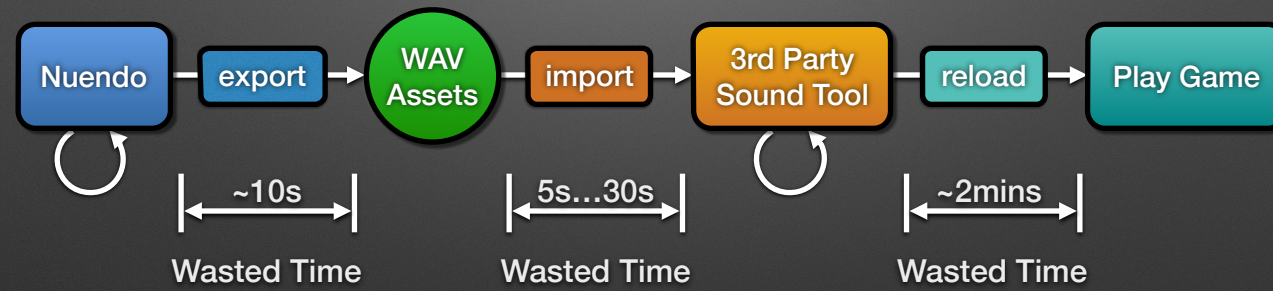 Nuendo
export
WAV
Assets
import
3rd Party
Sound Tool
reload
Play Game
~10s
5s...30s
~2mins
Wasted Time
Wasted Time
Wasted Time